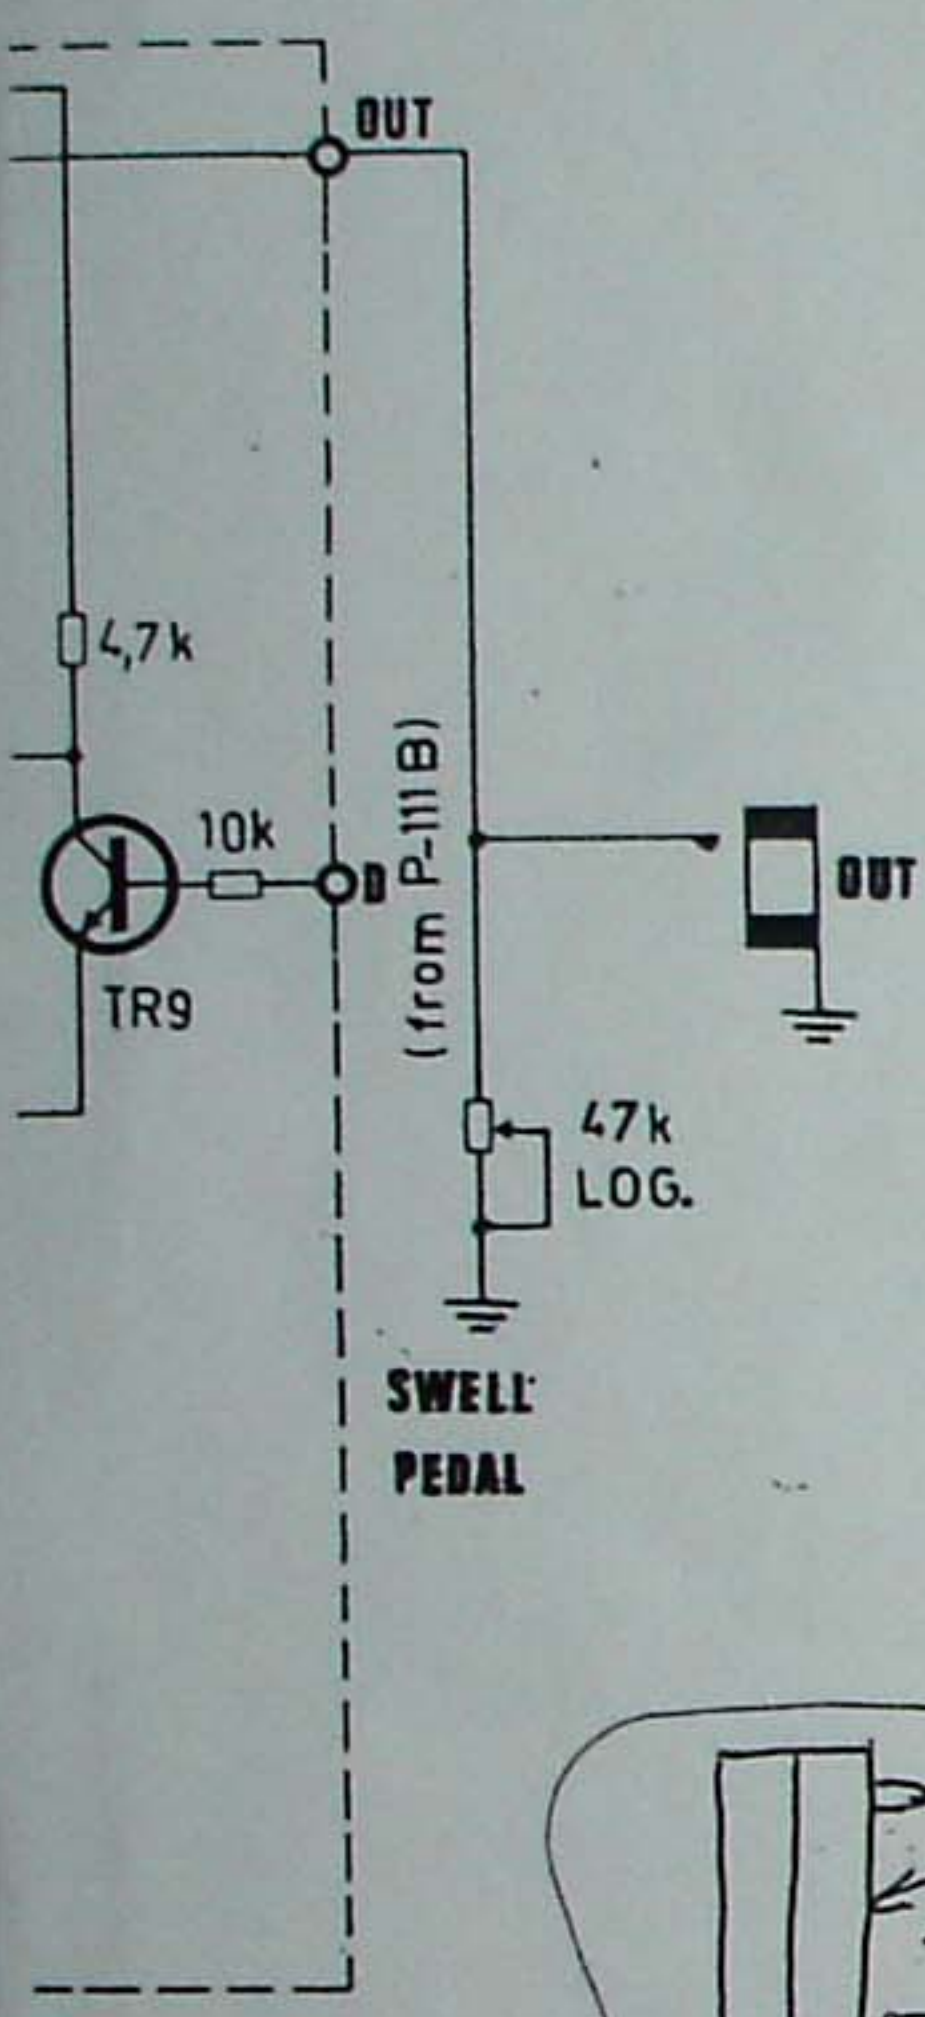 OUT
4,7k
10k
D
(from P-111B)
OUT
TR9
47k
LOG.
SWELL
PEDAL